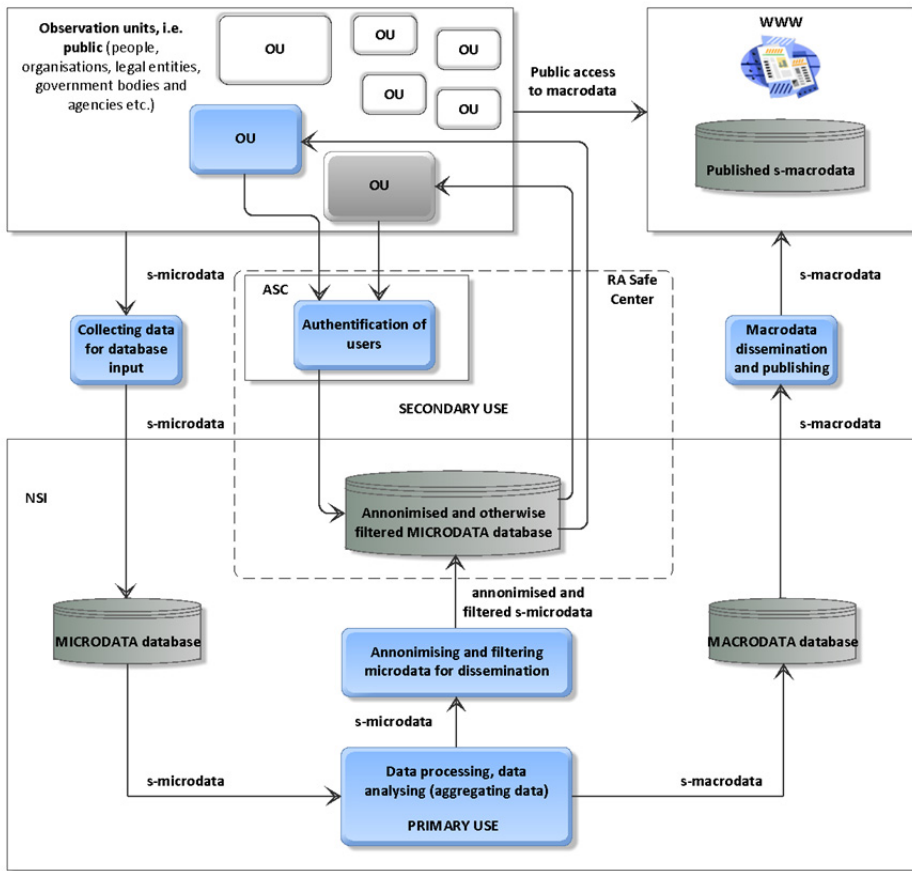 Observation units, i.e.
public (people,
organisations, legal entities,
government bodies and
agencies etc.)
OU
OU
OU
OU
OU
OU
OU
Public access
to macrodata
WWW
Published s-macrodata
s-microdata
ASC
RA Safe
Center
s-macrodata
Collecting data
for database
input
Authentification of
users
Macrodata
dissemination
and publishing
s-microdata
SECONDARY USE
s-macrodata
NSI
Annonimised and otherwise
filtered MICRODATA database
annonimised and
filtered s-microdata
MICRODATA database
MACRODATA database
Annonimising and filtering
microdata for dissemination
s-microdata
s-microdata
Data processing, data
analysing (aggregating data)
PRIMARY USE
s-macrodata